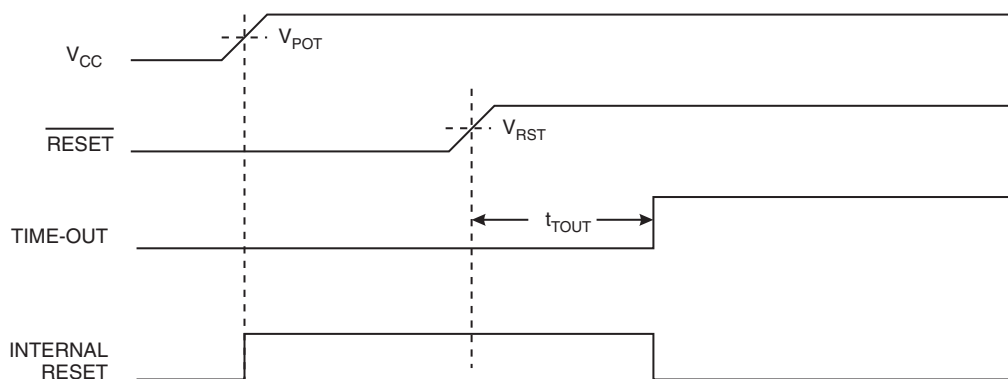 V_CC
V_POT
RESET
V_RST
TIME-OUT
t_TOUT
INTERNAL
RESET